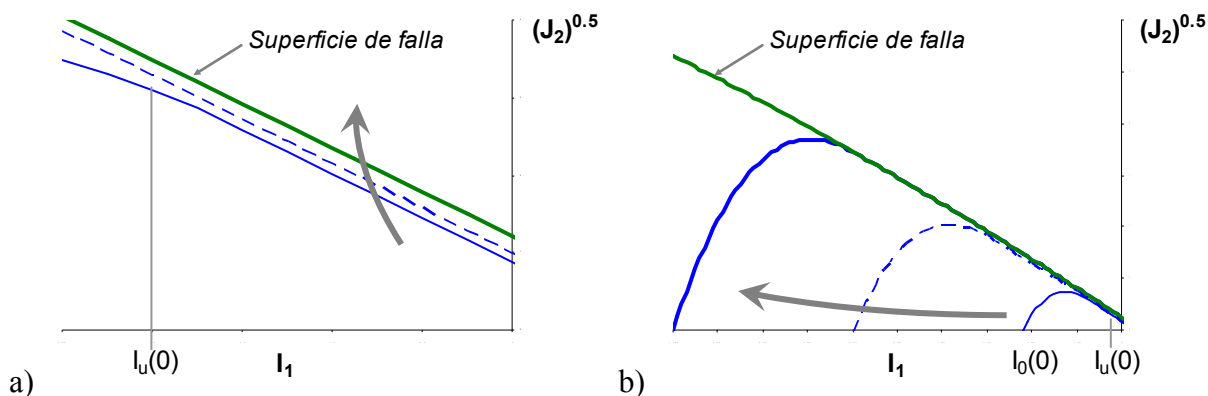 (J₂)⁰·⁵
Superficie de falla
lᵤ(0)
I₁
a)
(J₂)⁰·⁵
Superficie de falla
I₁
l₀(0)
lᵤ(0)
b)